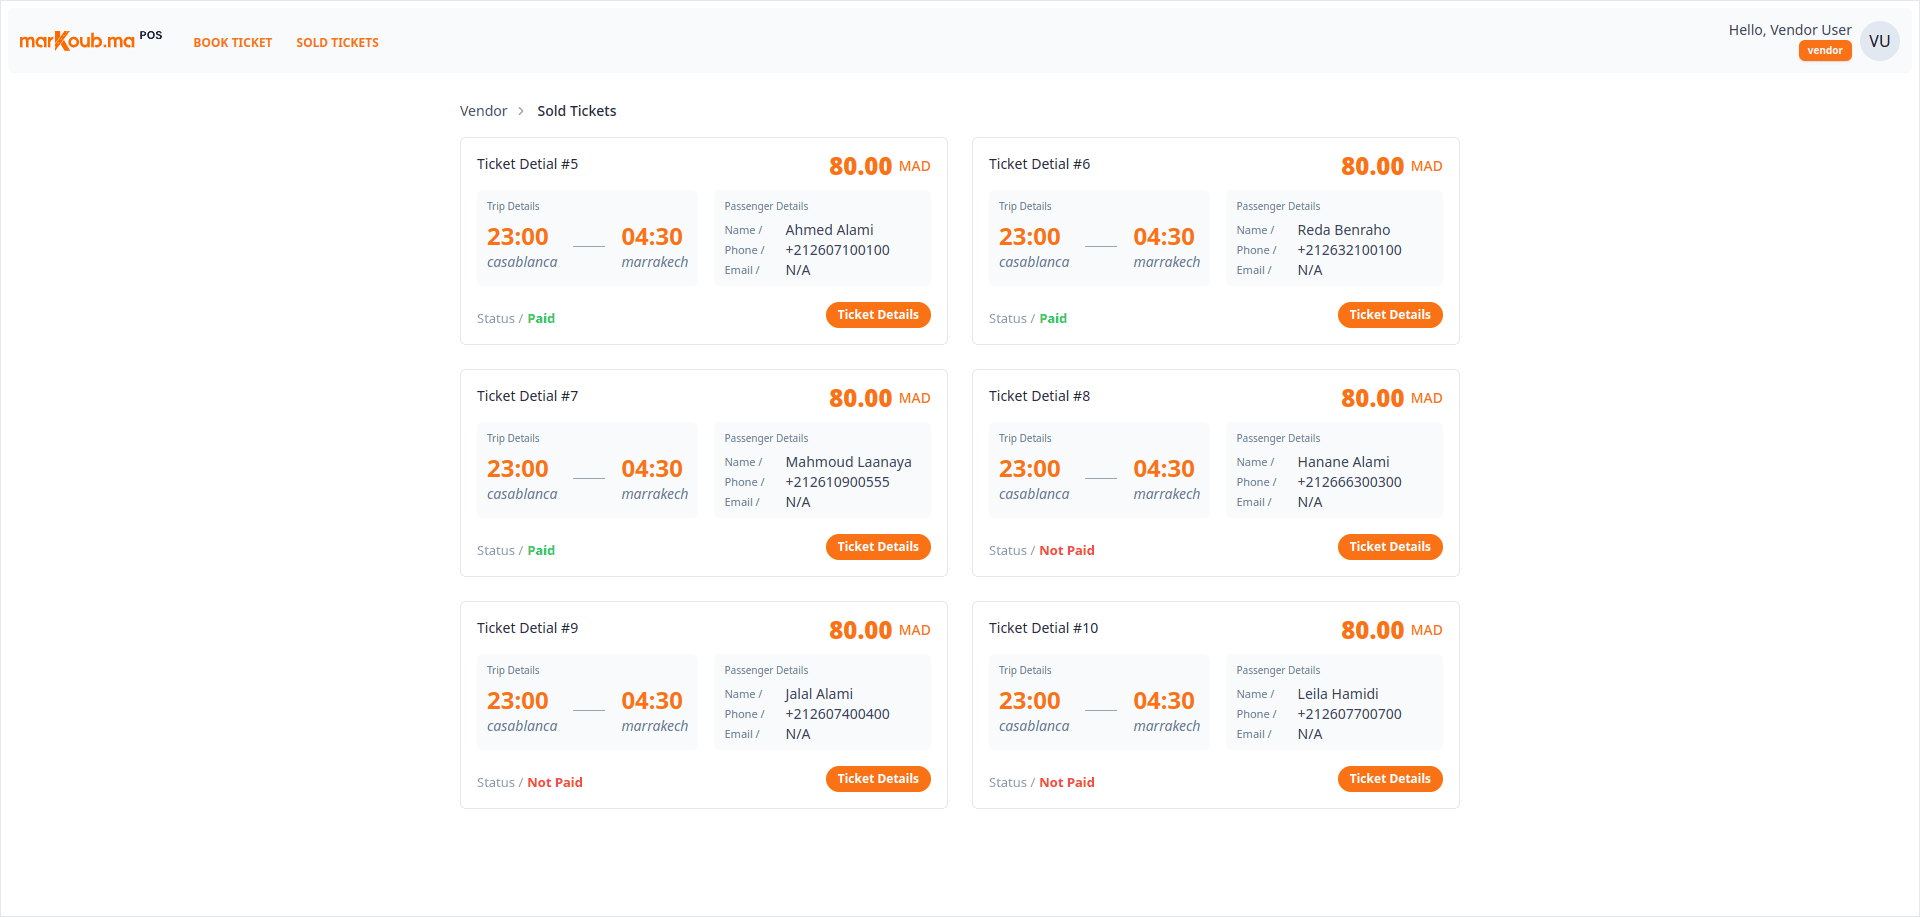 marKoub.ma POS
BOOK TICKET
SOLD TICKETS
Hello, Vendor User
vendor
VU
Vendor > Sold Tickets
Ticket Detial #5
80.00 MAD
Trip Details
23:00
casablanca
04:30
marrakech
Passenger Details
Name / Ahmed Alami
Phone / +212607100100
Email / N/A
Status / Paid
Ticket Details
Ticket Detial #6
80.00 MAD
Trip Details
23:00
casablanca
04:30
marrakech
Passenger Details
Name / Reda Benraho
Phone / +212632100100
Email / N/A
Status / Paid
Ticket Details
Ticket Detial #7
80.00 MAD
Trip Details
23:00
casablanca
04:30
marrakech
Passenger Details
Name / Mahmoud Laanaya
Phone / +212610900555
Email / N/A
Status / Paid
Ticket Details
Ticket Detial #8
80.00 MAD
Trip Details
23:00
casablanca
04:30
marrakech
Passenger Details
Name / Hanane Alami
Phone / +212666300300
Email / N/A
Status / Not Paid
Ticket Details
Ticket Detial #9
80.00 MAD
Trip Details
23:00
casablanca
04:30
marrakech
Passenger Details
Name / Jalal Alami
Phone / +212607400400
Email / N/A
Status / Not Paid
Ticket Details
Ticket Detial #10
80.00 MAD
Trip Details
23:00
casablanca
04:30
marrakech
Passenger Details
Name / Leila Hamidi
Phone / +212607700700
Email / N/A
Status / Not Paid
Ticket Details